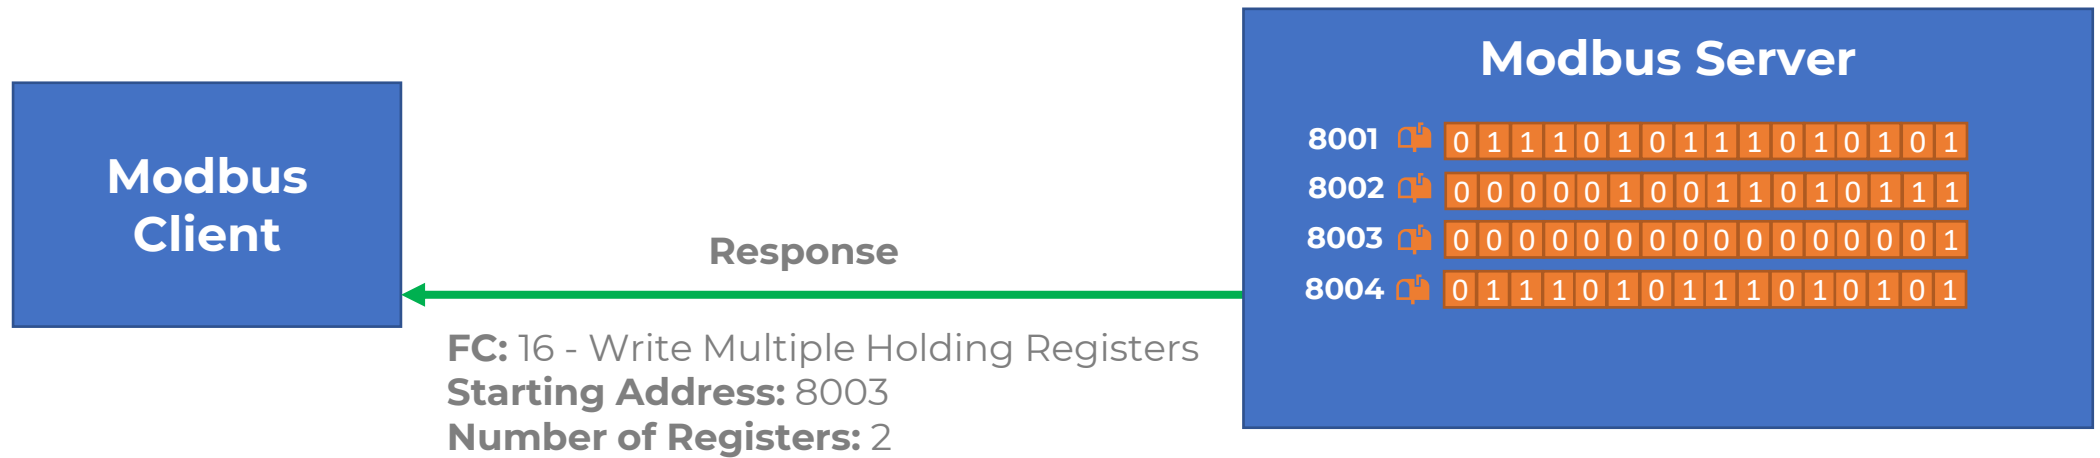 Modbus
Client
Response
FC: 16 - Write Multiple Holding Registers
Starting Address: 8003
Number of Registers: 2
Modbus Server
8001 0 1 1 1 0 1 0 1 1 1 0 1 0 1 0 1
8002 0 0 0 0 0 1 0 0 1 1 0 1 0 1 1 1
8003 0 0 0 0 0 0 0 0 0 0 0 0 0 0 0 1
8004 0 1 1 1 0 1 0 1 1 1 0 1 0 1 0 1